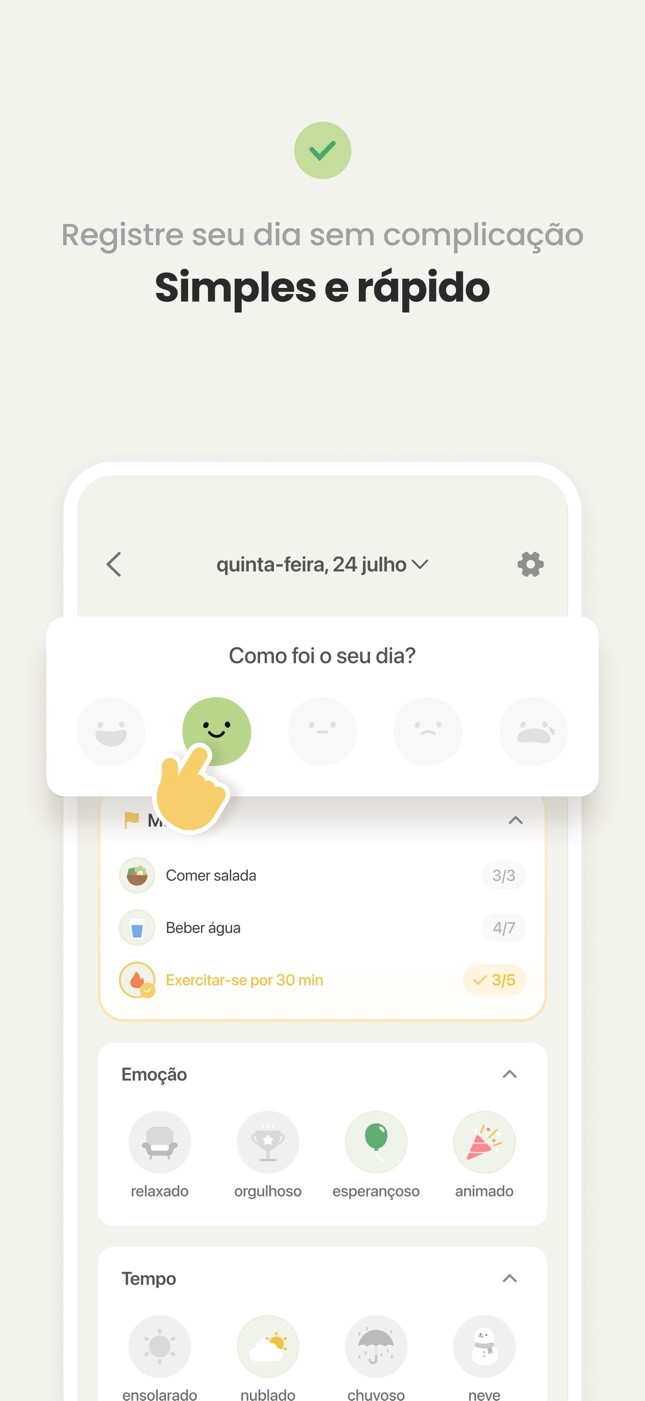 Registre seu dia sem complicação
Simples e rápido
quinta-feira, 24 julho
Como foi o seu dia?
Comer salada 3/3
Beber água 4/7
Exercitar-se por 30 min 3/5
Emoção
relaxado orgulhoso esperançoso animado
Tempo
ensolarado nublado chuvoso neve